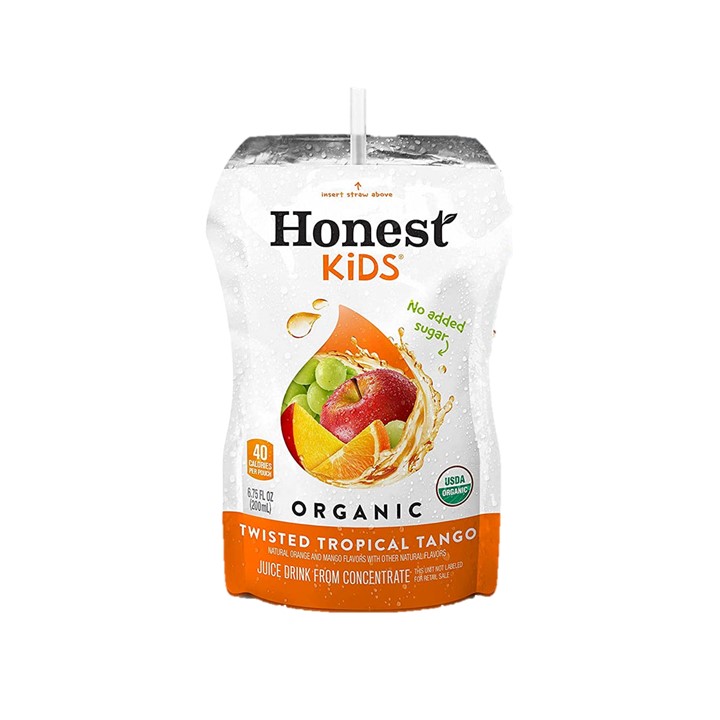 insert straw above
Honest
KiDS®
No added
sugar
40
CALORIES
PER POUCH
6.75 FL OZ
(200mL)
USDA
ORGANIC
ORGANIC
TWISTED TROPICAL TANGO
NATURAL ORANGE AND MANGO FLAVORS WITH OTHER NATURAL FLAVORS
JUICE DRINK FROM CONCENTRATE
THIS UNIT NOT LABELED
FOR RETAIL SALE